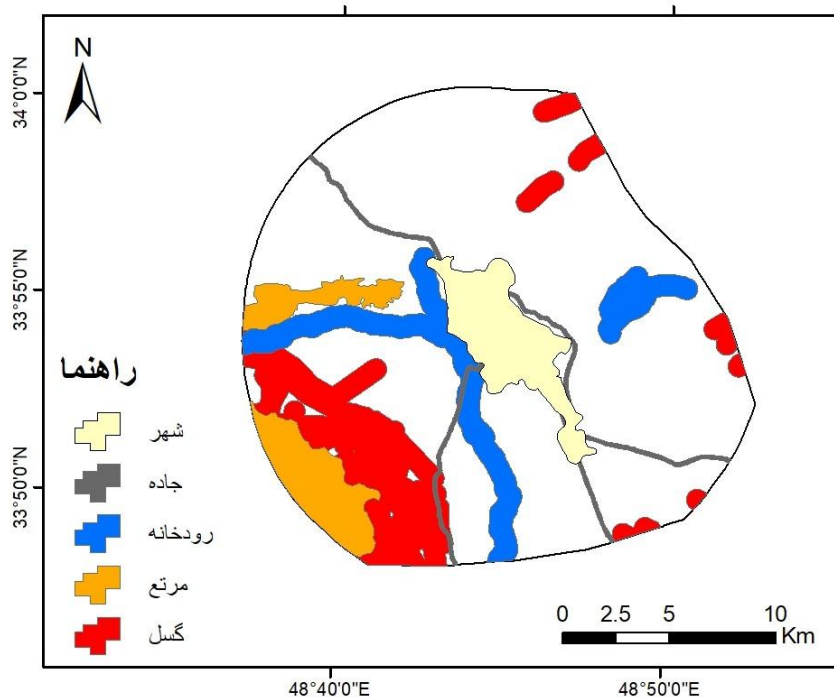 N
34°0'0"N
33°55'0"N
33°50'0"N
راهنما
شهر
جاده
رودخانه
مرتع
گسل
0 2.5 5 10
Km
48°40'0"E
48°50'0"E